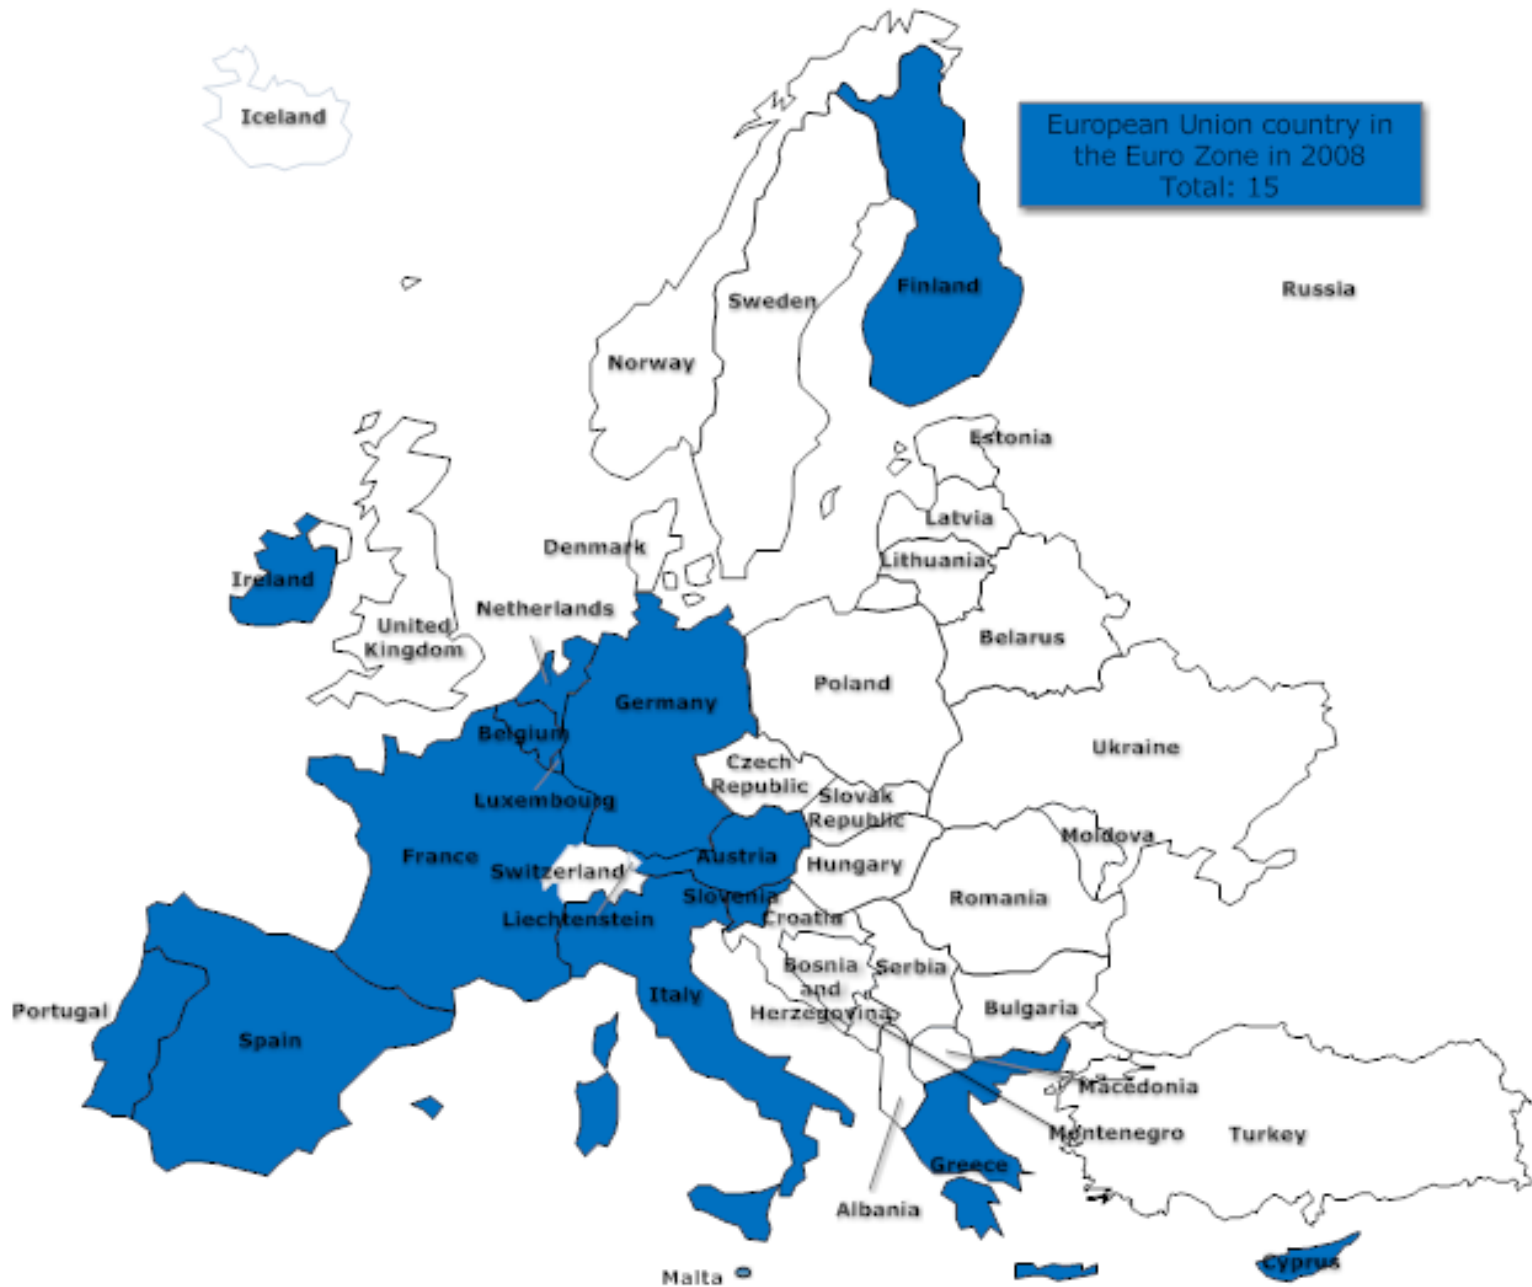 Iceland
European Union country in
the Euro Zone in 2008
Total: 15
Finland
Russia
Sweden
Norway
Estonia
Latvia
Denmark
Lithuania
Ireland
Netherlands
United
Kingdom
Belarus
Poland
Germany
Belgium
Ukraine
Czech
Republic
Luxembourg
Slovak
Republic
Moldova
France
Austria
Switzerland
Hungary
Slovenia
Romania
Liechtenstein
Croatia
Bosnia
and
Herzegovina
Serbia
Italy
Bulgaria
Portugal
Spain
Macedonia
Montenegro
Turkey
Greece
Albania
Cyprus
Malta